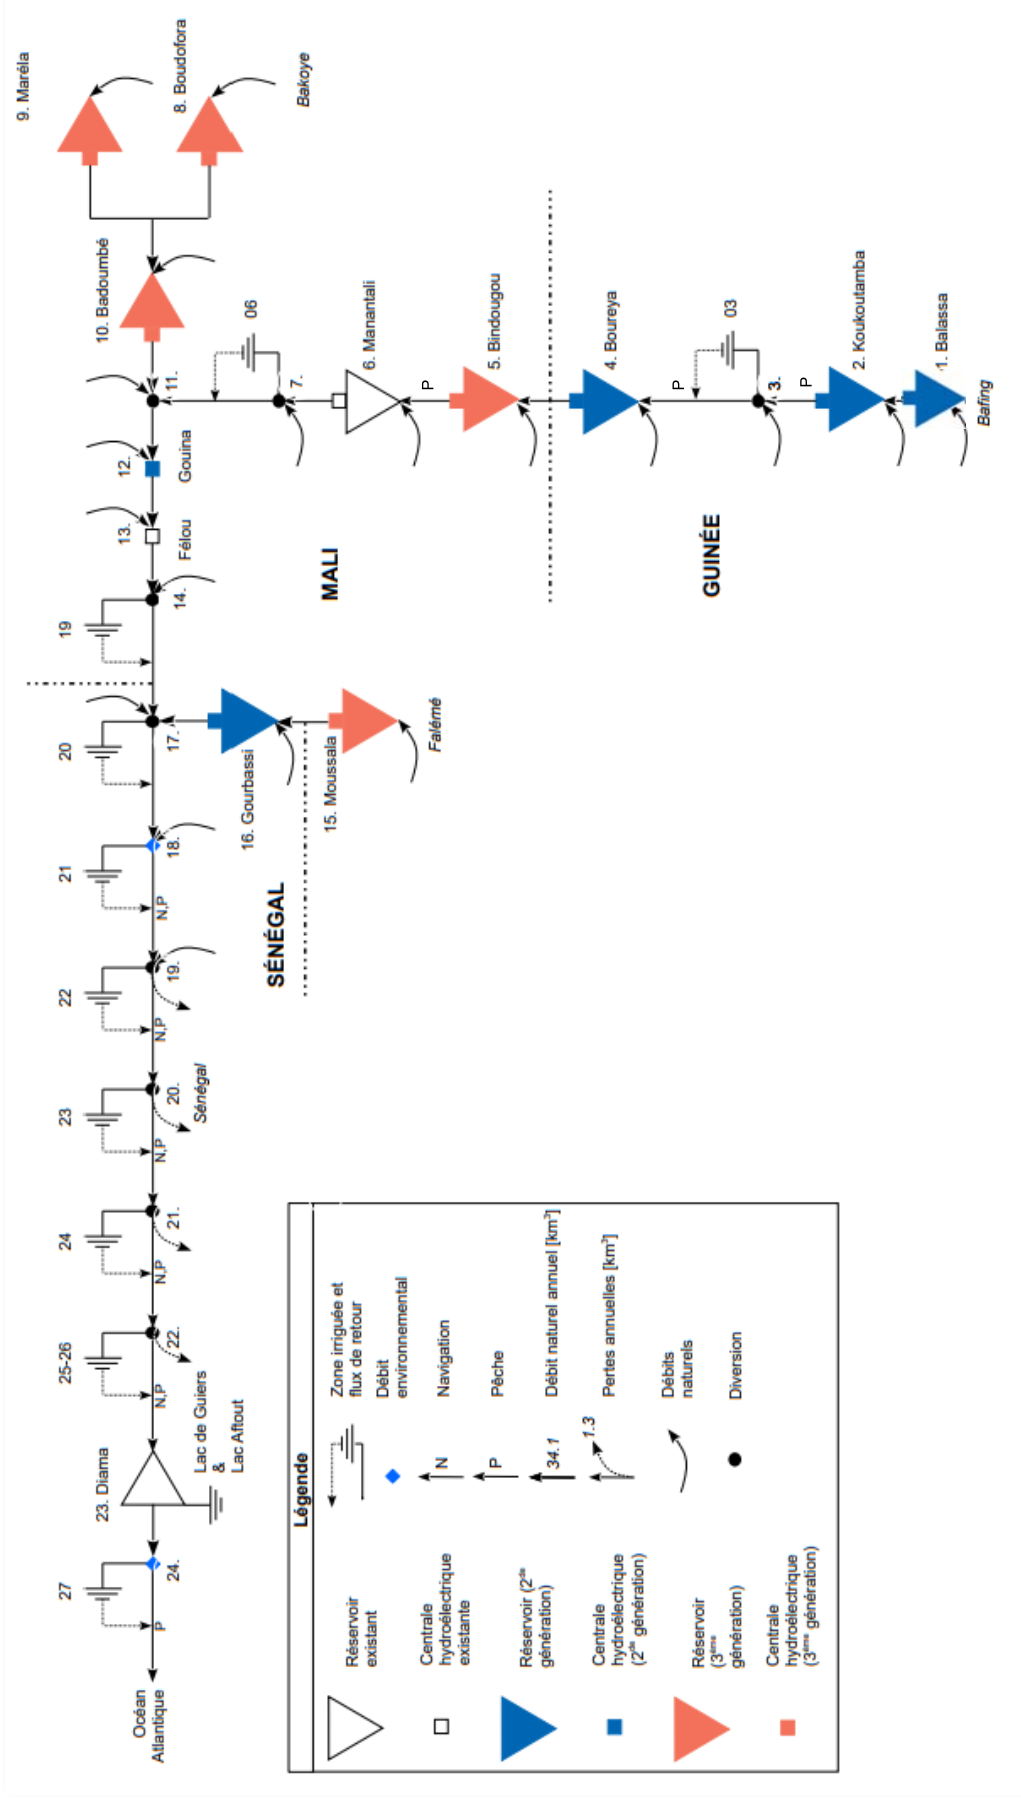 9. Maréla
8. Boudofora
Bakoye
10. Badoumbé
11.
12.
Gouina
13.
Félou
14.
19
06
7.
6. Manantali
P
5. Bindougou
4. Boureya
P
03
3.
P
2. Koukoutamba
1. Balassa
Bafing
MALI
GUINÉE
20
17.
16. Gourbassi
15. Moussala
Falémé
SÉNÉGAL
21
18.
N,P
22
19.
N,P
23
20.
Sénégal
N,P
24
21.
N,P
25-26
22.
N,P
23. Diama
Lac de Guiers
&
Lac Aftout
27
24.
P
Océan
Atlantique
Légende
Réservoir
existant
Centrale
hydroélectrique
existante
Réservoir (2de
génération)
Centrale
hydroélectrique
(2de génération)
Réservoir
(3ème
génération)
Centrale
hydroélectrique
(3ème génération)
Zone irriguée et
flux de retour
Débit
environnemental
N
Navigation
P
Pêche
34.1
Débit naturel annuel [km³]
1.3
Pertes annuelles [km³]
Débits
naturels
Diversion